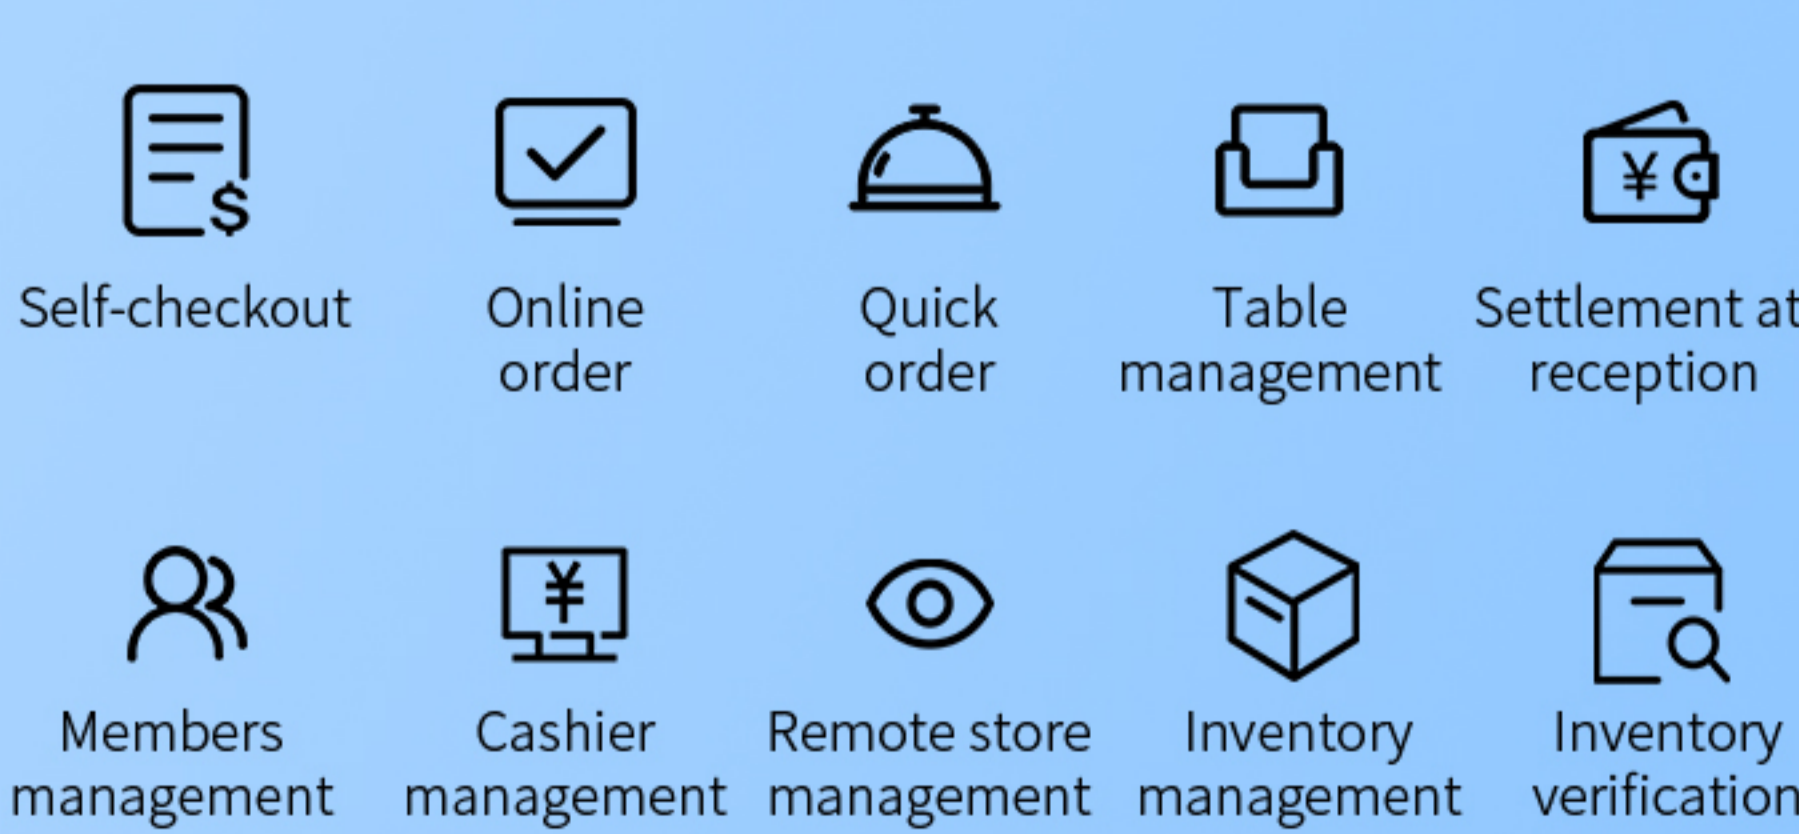 $
¥
Self-checkout
Online
order
Quick
order
Table
management
Settlement at
reception
¥
Members
management
Cashier
management
Remote store
management
Inventory
management
Inventory
verification